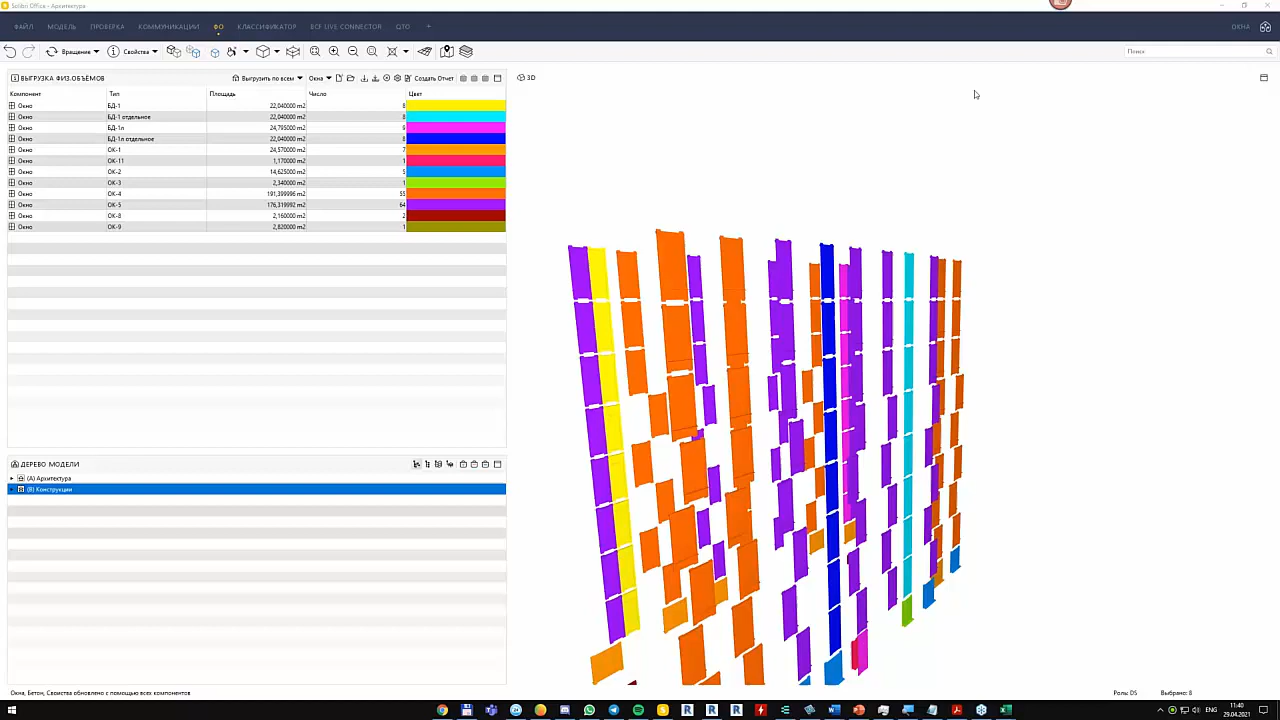 Solibri Office - Архитектура
ФАЙЛ МОДЕЛЬ ПРОВЕРКА КОММУНИКАЦИИ ФО КЛАССИФИКАТОР BCF LIVE CONNECTOR QTO + ОКНА
Вращение Свойства Поиск
ВЫГРУЗКА ФИЗ.ОБЪЕМОВ Выгрузить по всем Окна Создать Отчет 3D
Компонент Тип Площадь Число Цвет
Окно БД-1 22,040000 m2 8
Окно БД-1 отдельное 22,040000 m2 8
Окно БД-1л 24,795000 m2 9
Окно БД-1л отдельное 22,040000 m2 8
Окно ОК-1 24,570000 m2 7
Окно ОК-11 1,170000 m2 1
Окно ОК-2 14,625000 m2 5
Окно ОК-3 2,340000 m2 1
Окно ОК-4 191,399996 m2 55
Окно ОК-5 176,319992 m2 64
Окно ОК-8 2,160000 m2 2
Окно ОК-9 2,820000 m2 1
ДЕРЕВО МОДЕЛИ
(A) Архитектура
(B) Конструкции
Окна, Бетон, Свойства обновлено с помощью всех компонентов Роль: DS Выбрано: 8
ENG 11:40
29.04.2021